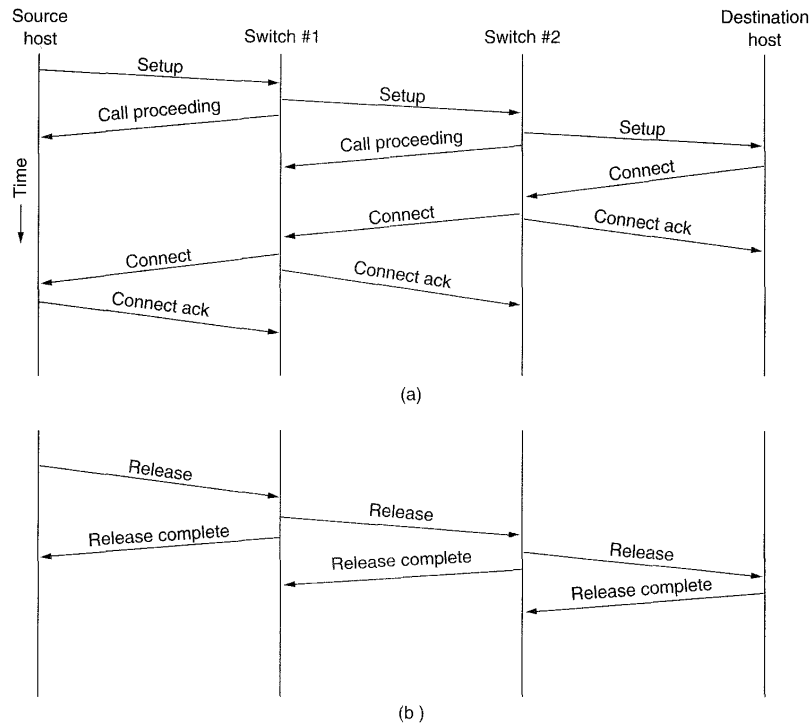 Source
host
Switch #1
Switch #2
Destination
host
Setup
Setup
Call proceeding
Setup
Call proceeding
Time
Connect
Connect
Connect ack
Connect
Connect ack
Connect ack
(a)
Release
Release
Release complete
Release
Release complete
Release complete
(b )